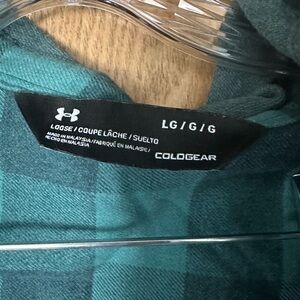 LG / G / G
LOOSE / COUPE LÂCHE / SUELTO
MADE IN MALAYSIA / FABRIQUÉ EN MALAISIE /
HECHO EN MALASIA
COLDGEAR